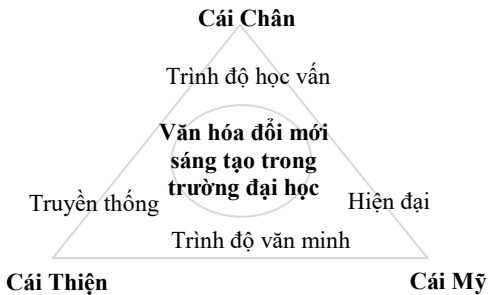 Cái Chân
Trình độ học vấn
Văn hóa đổi mới
sáng tạo trong
trường đại học
Truyền thống
Hiện đại
Trình độ văn minh
Cái Thiện
Cái Mỹ